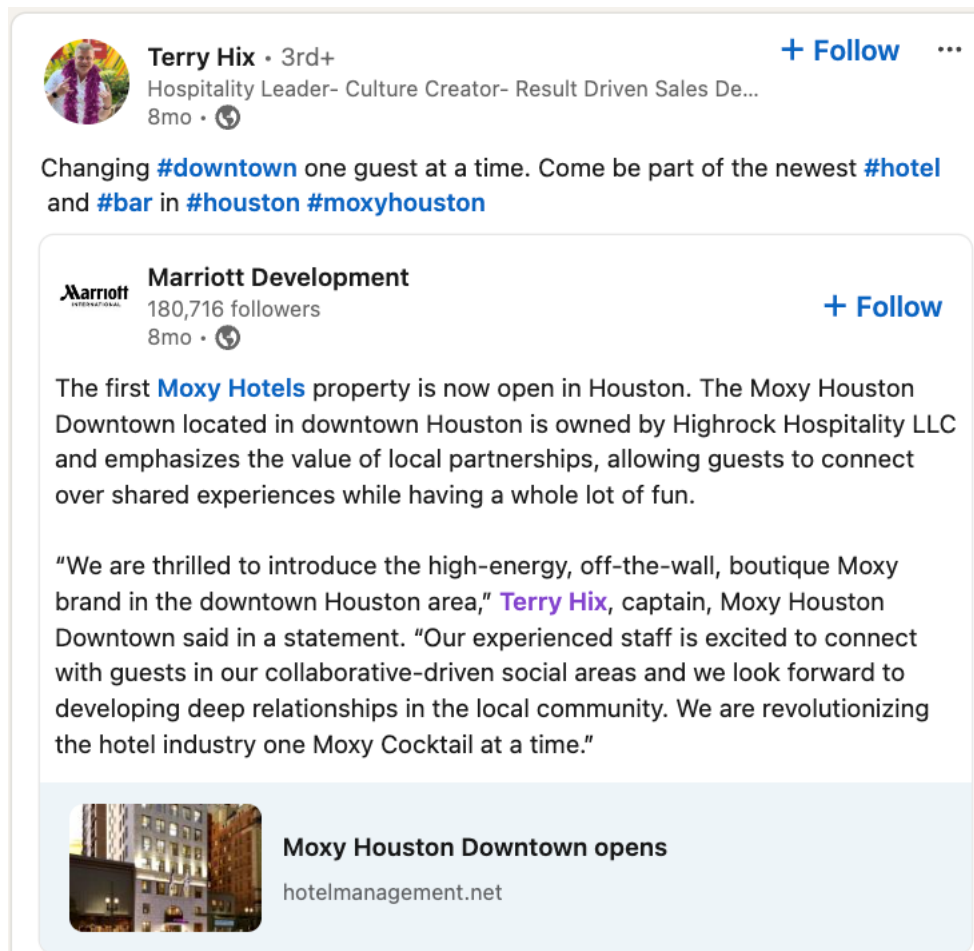 Terry Hix • 3rd+
+ Follow
...
Hospitality Leader- Culture Creator- Result Driven Sales De...
8mo •
Changing #downtown one guest at a time. Come be part of the newest #hotel
and #bar in #houston #moxyhouston
Marriott
INTERNATIONAL
Marriott Development
180,716 followers
+ Follow
8mo •
The first Moxy Hotels property is now open in Houston. The Moxy Houston
Downtown located in downtown Houston is owned by Highrock Hospitality LLC
and emphasizes the value of local partnerships, allowing guests to connect
over shared experiences while having a whole lot of fun.
“We are thrilled to introduce the high-energy, off-the-wall, boutique Moxy
brand in the downtown Houston area,” Terry Hix, captain, Moxy Houston
Downtown said in a statement. “Our experienced staff is excited to connect
with guests in our collaborative-driven social areas and we look forward to
developing deep relationships in the local community. We are revolutionizing
the hotel industry one Moxy Cocktail at a time.”
Moxy Houston Downtown opens
hotelmanagement.net